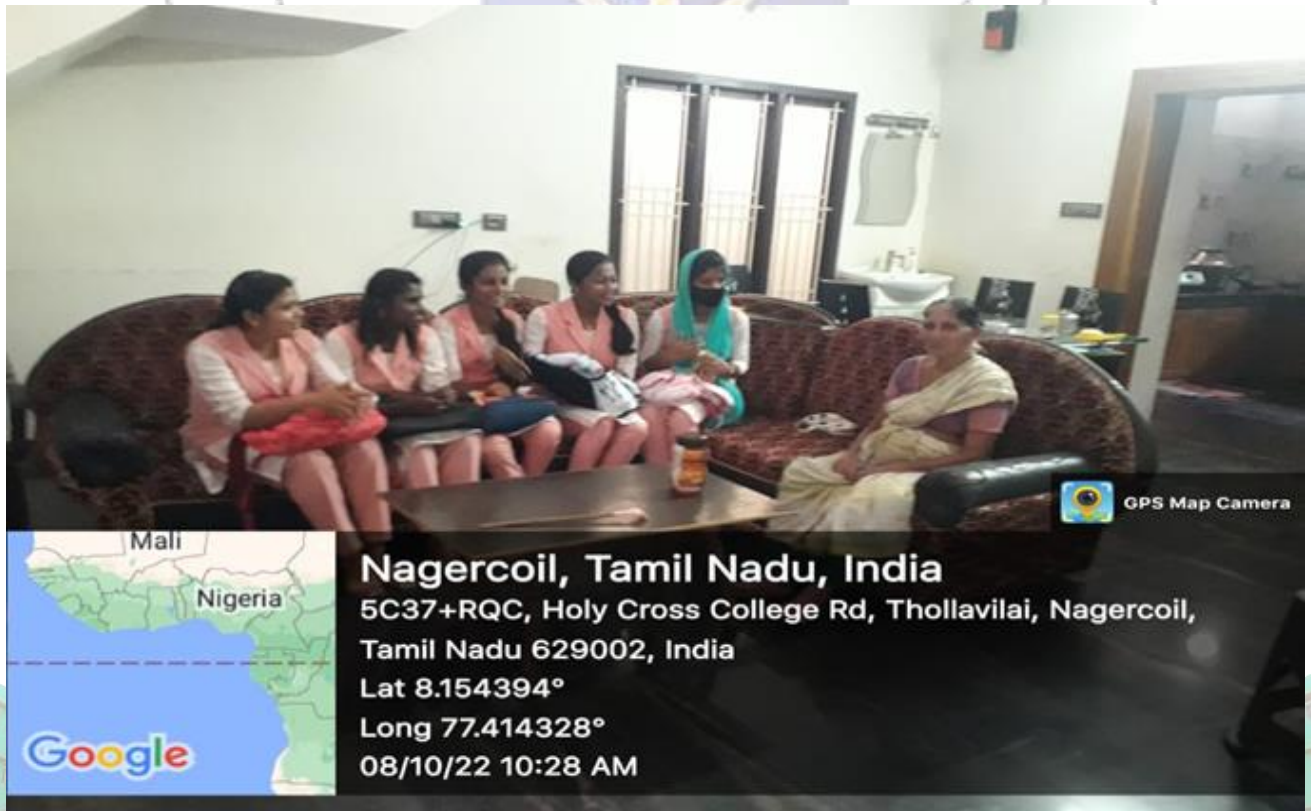 GPS Map Camera
Mali
Nigeria
Google
Nagercoil, Tamil Nadu, India
5C37+RQC, Holy Cross College Rd, Thollavilai, Nagercoil,
Tamil Nadu 629002, India
Lat 8.154394°
Long 77.414328°
08/10/22 10:28 AM